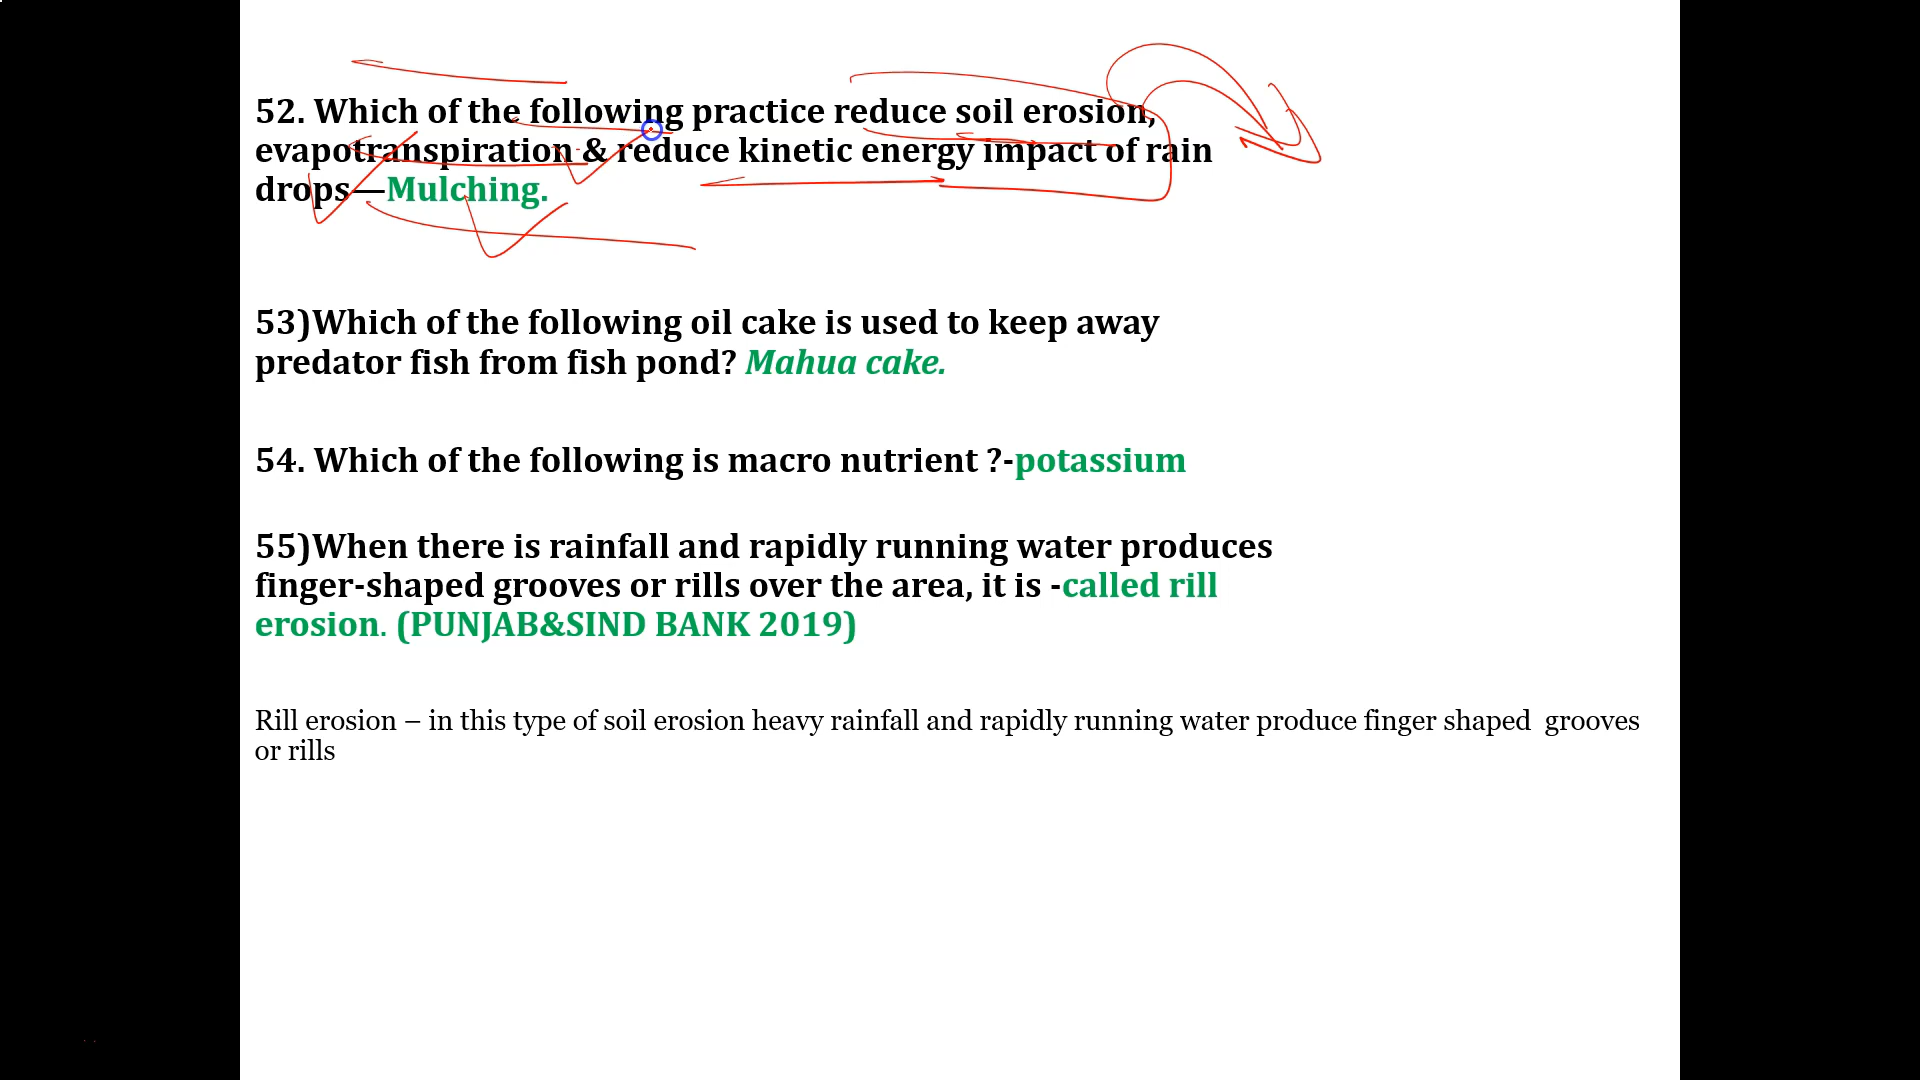 52. Which of the following practice reduce soil erosion,
evapotranspiration & reduce kinetic energy impact of rain
drops—Mulching.
53)Which of the following oil cake is used to keep away
predator fish from fish pond? Mahua cake.
54. Which of the following is macro nutrient ?-potassium
55)When there is rainfall and rapidly running water produces
finger-shaped grooves or rills over the area, it is -called rill
erosion. (PUNJAB&SIND BANK 2019)
Rill erosion – in this type of soil erosion heavy rainfall and rapidly running water produce finger shaped  grooves
or rills